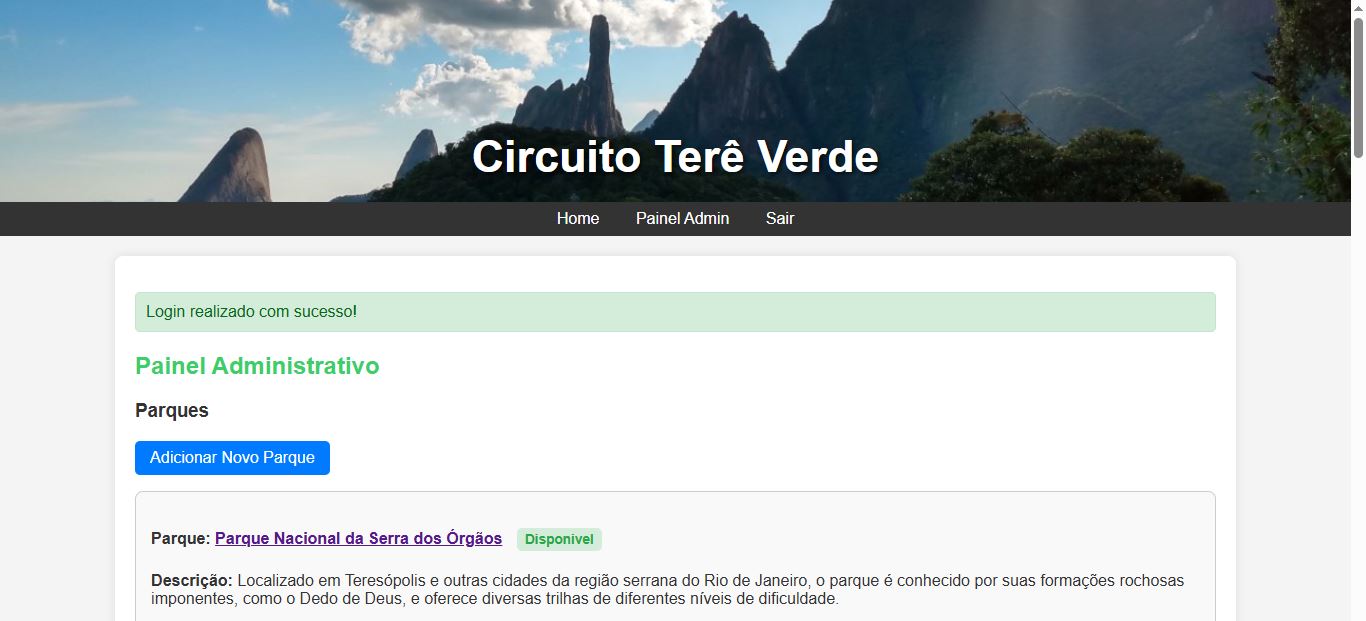 Circuito Terê Verde
Home Painel Admin Sair
Login realizado com sucesso!
Painel Administrativo
Parques
Adicionar Novo Parque
Parque: Parque Nacional da Serra dos Órgãos Disponível
Descrição: Localizado em Teresópolis e outras cidades da região serrana do Rio de Janeiro, o parque é conhecido por suas formações rochosas
imponentes, como o Dedo de Deus, e oferece diversas trilhas de diferentes níveis de dificuldade.